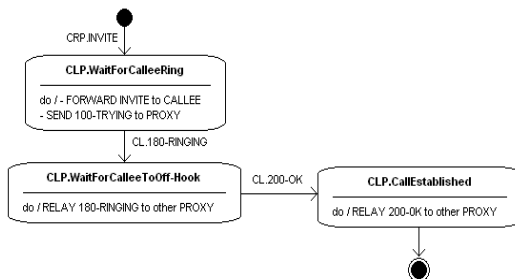 CRP.INVITE
CLP.WaitForCalleeRing
do / - FORWARD INVITE to CALLEE
- SEND 100-TRYING to PROXY
CL.180-RINGING
CLP.WaitForCalleeToOff-Hook
do / RELAY 180-RINGING to other PROXY
CL.200-OK
CLP.CallEstablished
do / RELAY 200-OK to other PROXY